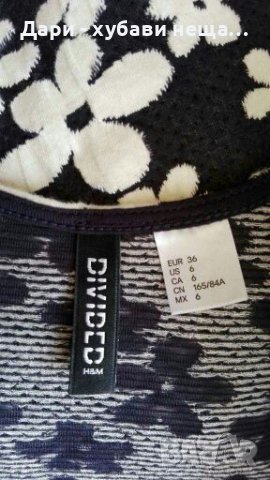 Дари - хубави неща...
EUR 36
US 6
CA 6
CN 165/84A
MX 6
DIVIDED
H&M